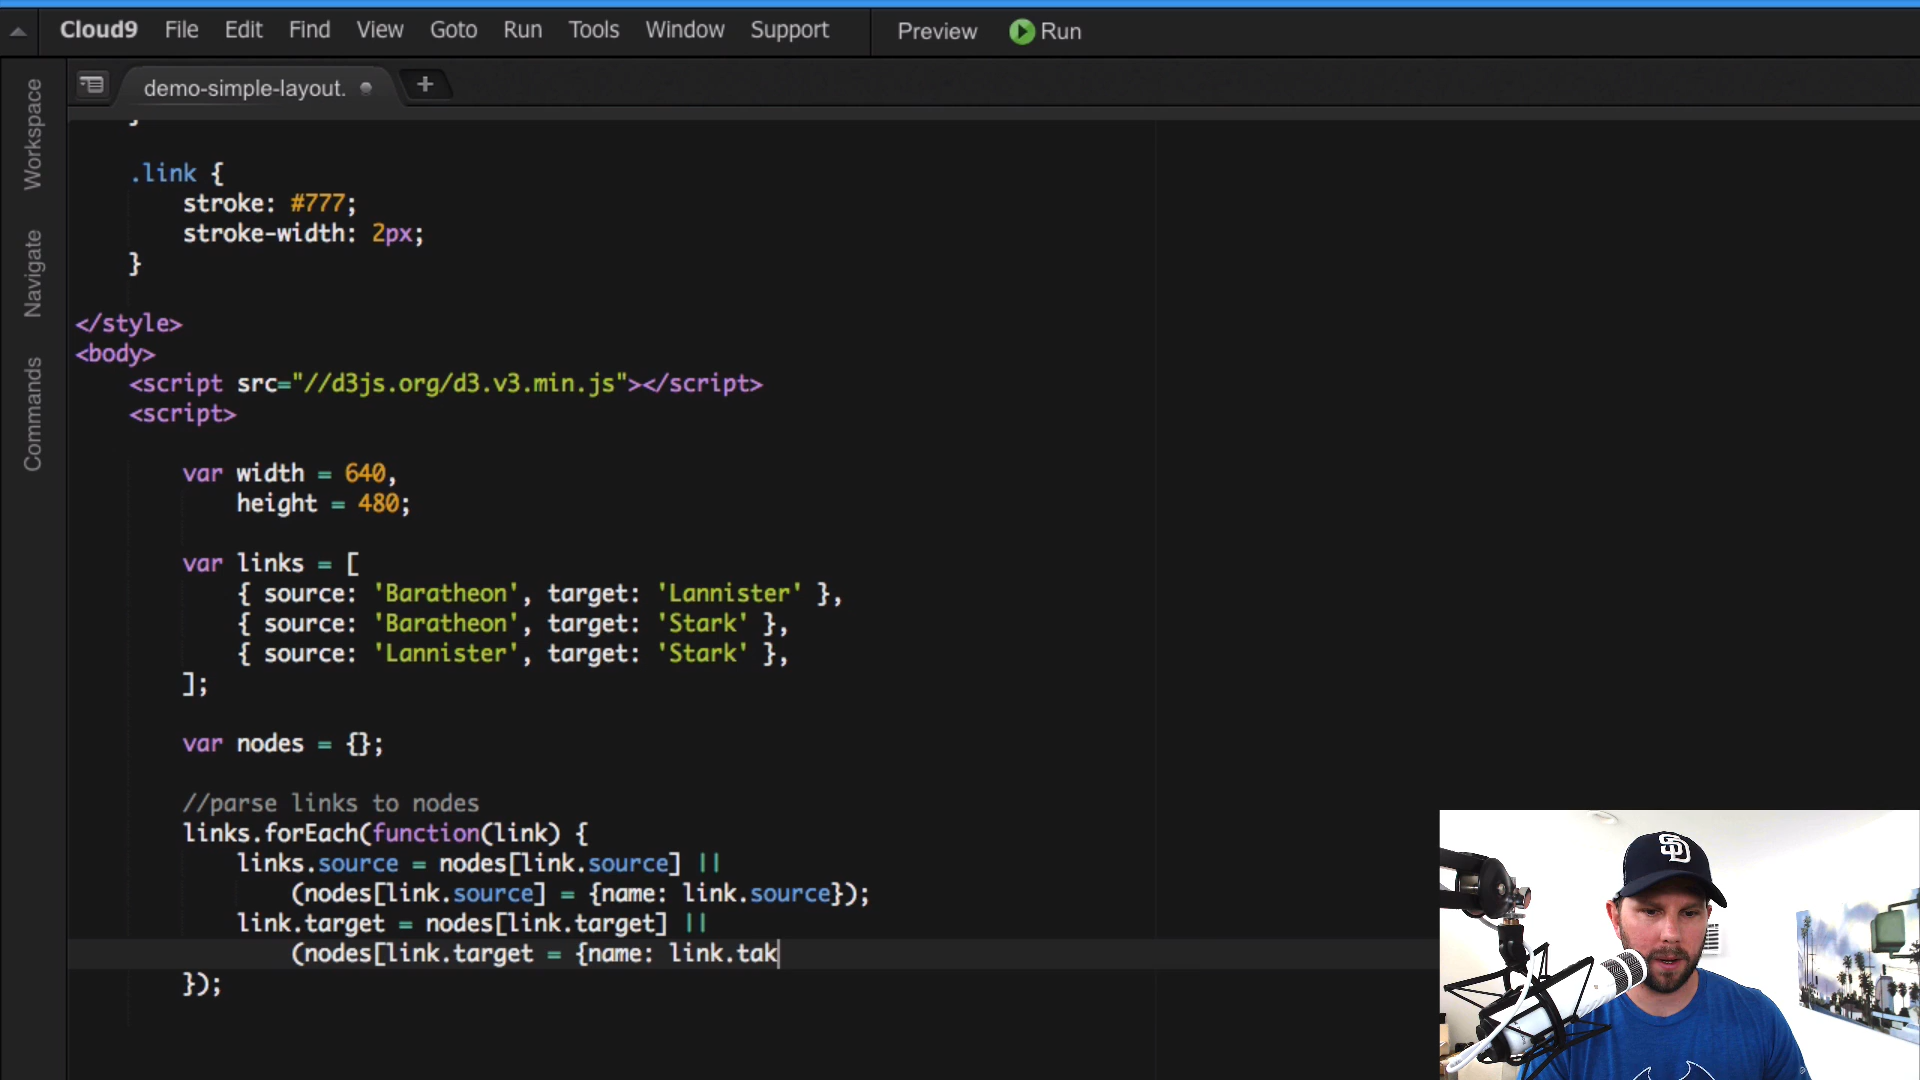 Cloud9 File Edit Find View Goto Run Tools Window Support Preview Run
demo-simple-layout.
Workspace
Navigate
Commands
}
.link {
stroke: #777;
stroke-width: 2px;
}
</style>
<body>
<script src="//d3js.org/d3.v3.min.js"></script>
<script>
var width = 640,
height = 480;
var links = [
{ source: 'Baratheon', target: 'Lannister' },
{ source: 'Baratheon', target: 'Stark' },
{ source: 'Lannister', target: 'Stark' },
];
var nodes = {};
//parse links to nodes
links.forEach(function(link) {
links.source = nodes[link.source] ||
(nodes[link.source] = {name: link.source});
link.target = nodes[link.target] ||
(nodes[link.target = {name: link.tak
});
SD